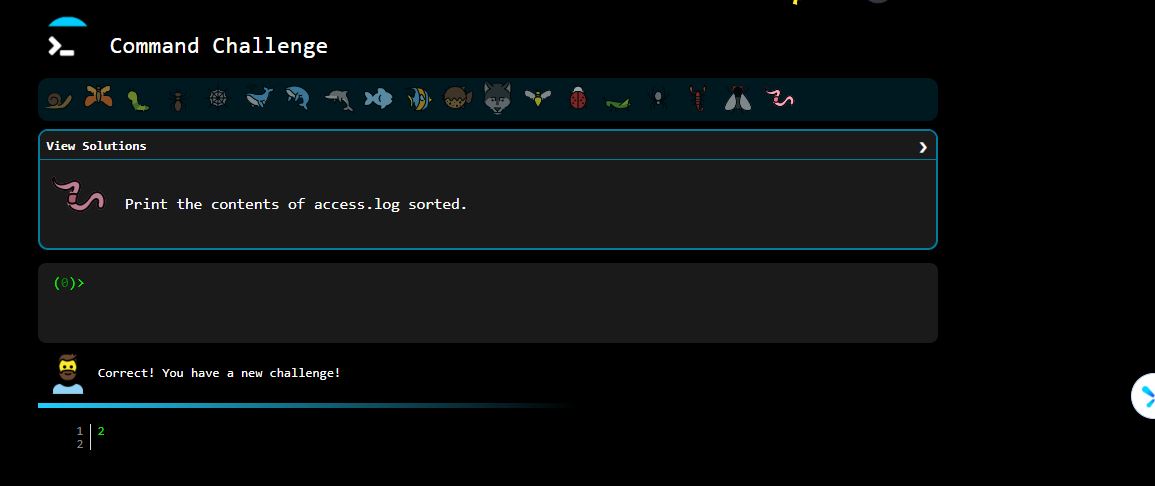 Command Challenge
View Solutions
Print the contents of access.log sorted.
(0)>
Correct! You have a new challenge!
1 2
2